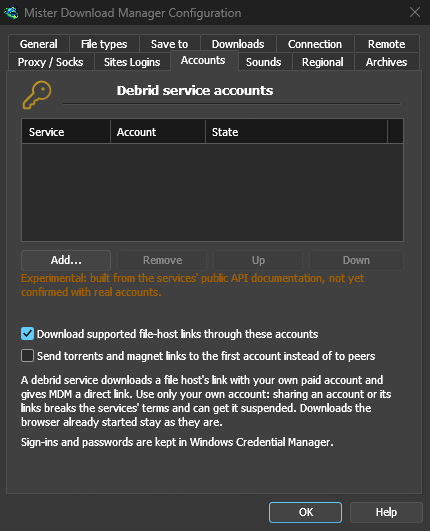 Mister Download Manager Configuration
General File types Save to Downloads Connection Remote
Proxy / Socks Sites Logins Accounts Sounds Regional Archives
Debrid service accounts
Service Account State
Add... Remove Up Down
Experimental: built from the services' public API documentation, not yet
confirmed with real accounts.
Download supported file-host links through these accounts
Send torrents and magnet links to the first account instead of to peers
A debrid service downloads a file host's link with your own paid account and
gives MDM a direct link. Use only your own account: sharing an account or its
links breaks the services' terms and can get it suspended. Downloads the
browser already started stay as they are.
Sign-ins and passwords are kept in Windows Credential Manager.
OK Help